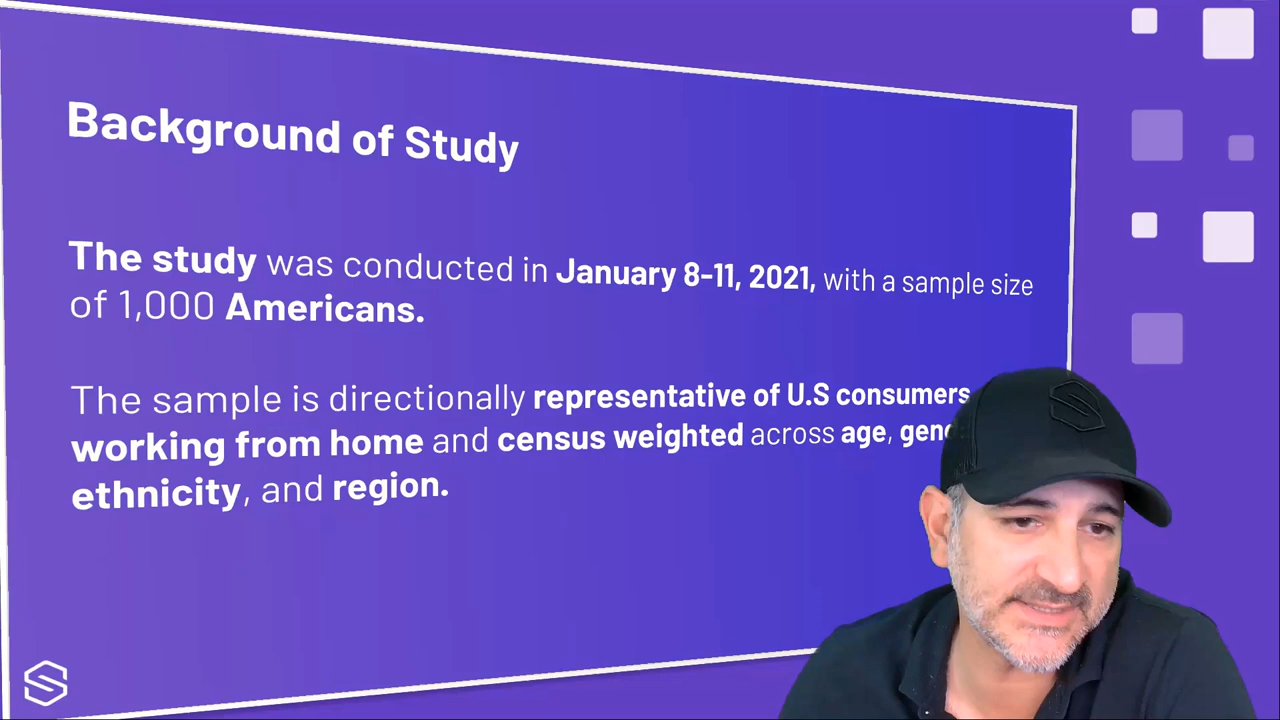 Background of Study
The study was conducted in January 8-11, 2021, with a sample size
of 1,000 Americans.
The sample is directionally representative of U.S consumers
working from home and census weighted across age,
ethnicity, and region.